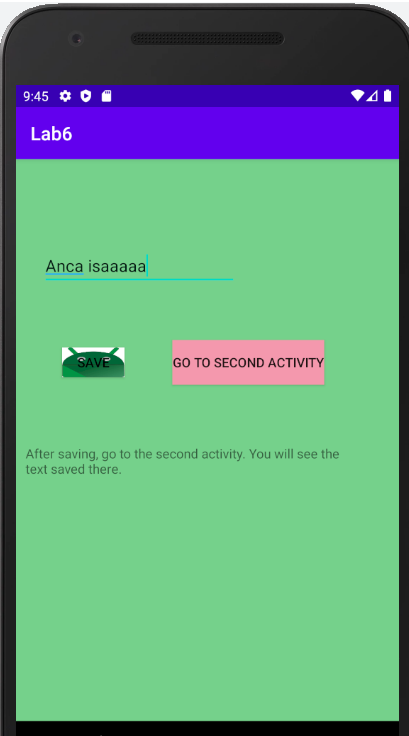 9:45
Lab6
Anca isaaaaa
SAVE
GO TO SECOND ACTIVITY
After saving, go to the second activity. You will see the
text saved there.